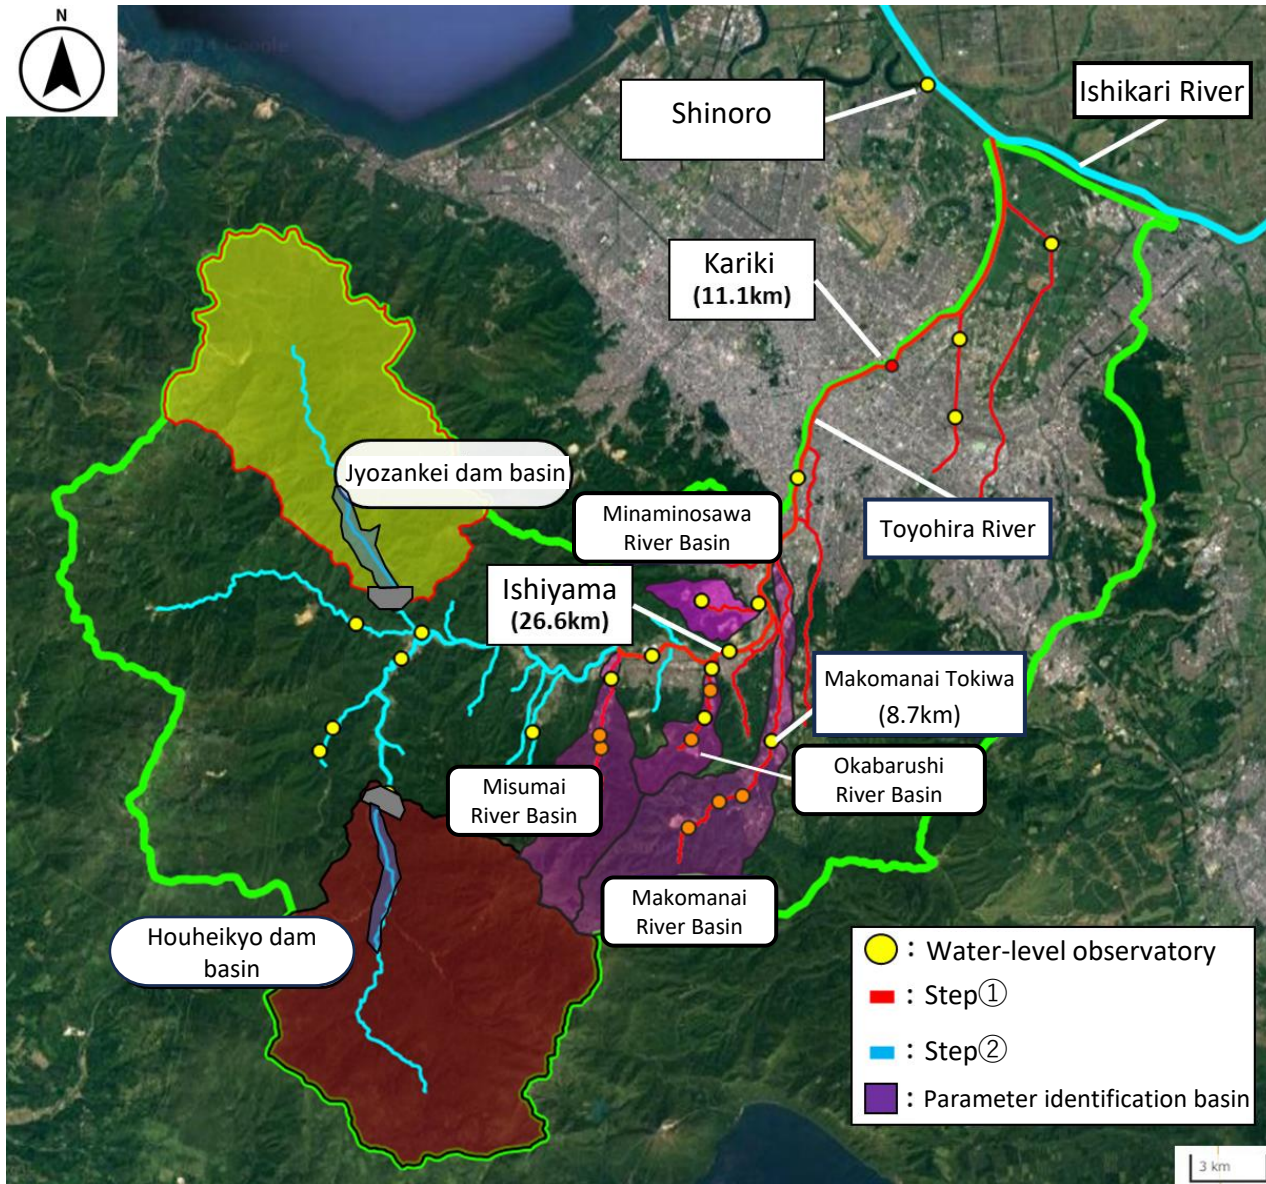 N
© 2024 Google
Shinoro
Ishikari River
Kariki
(11.1km)
Jyozankei dam basin
Minaminosawa
River Basin
Toyohira River
Ishiyama
(26.6km)
Makomanai Tokiwa
(8.7km)
Okabarushi
River Basin
Misumai
River Basin
Makomanai
River Basin
Houheikyo dam
basin
: Water-level observatory
: Step①
: Step②
: Parameter identification basin
3 km